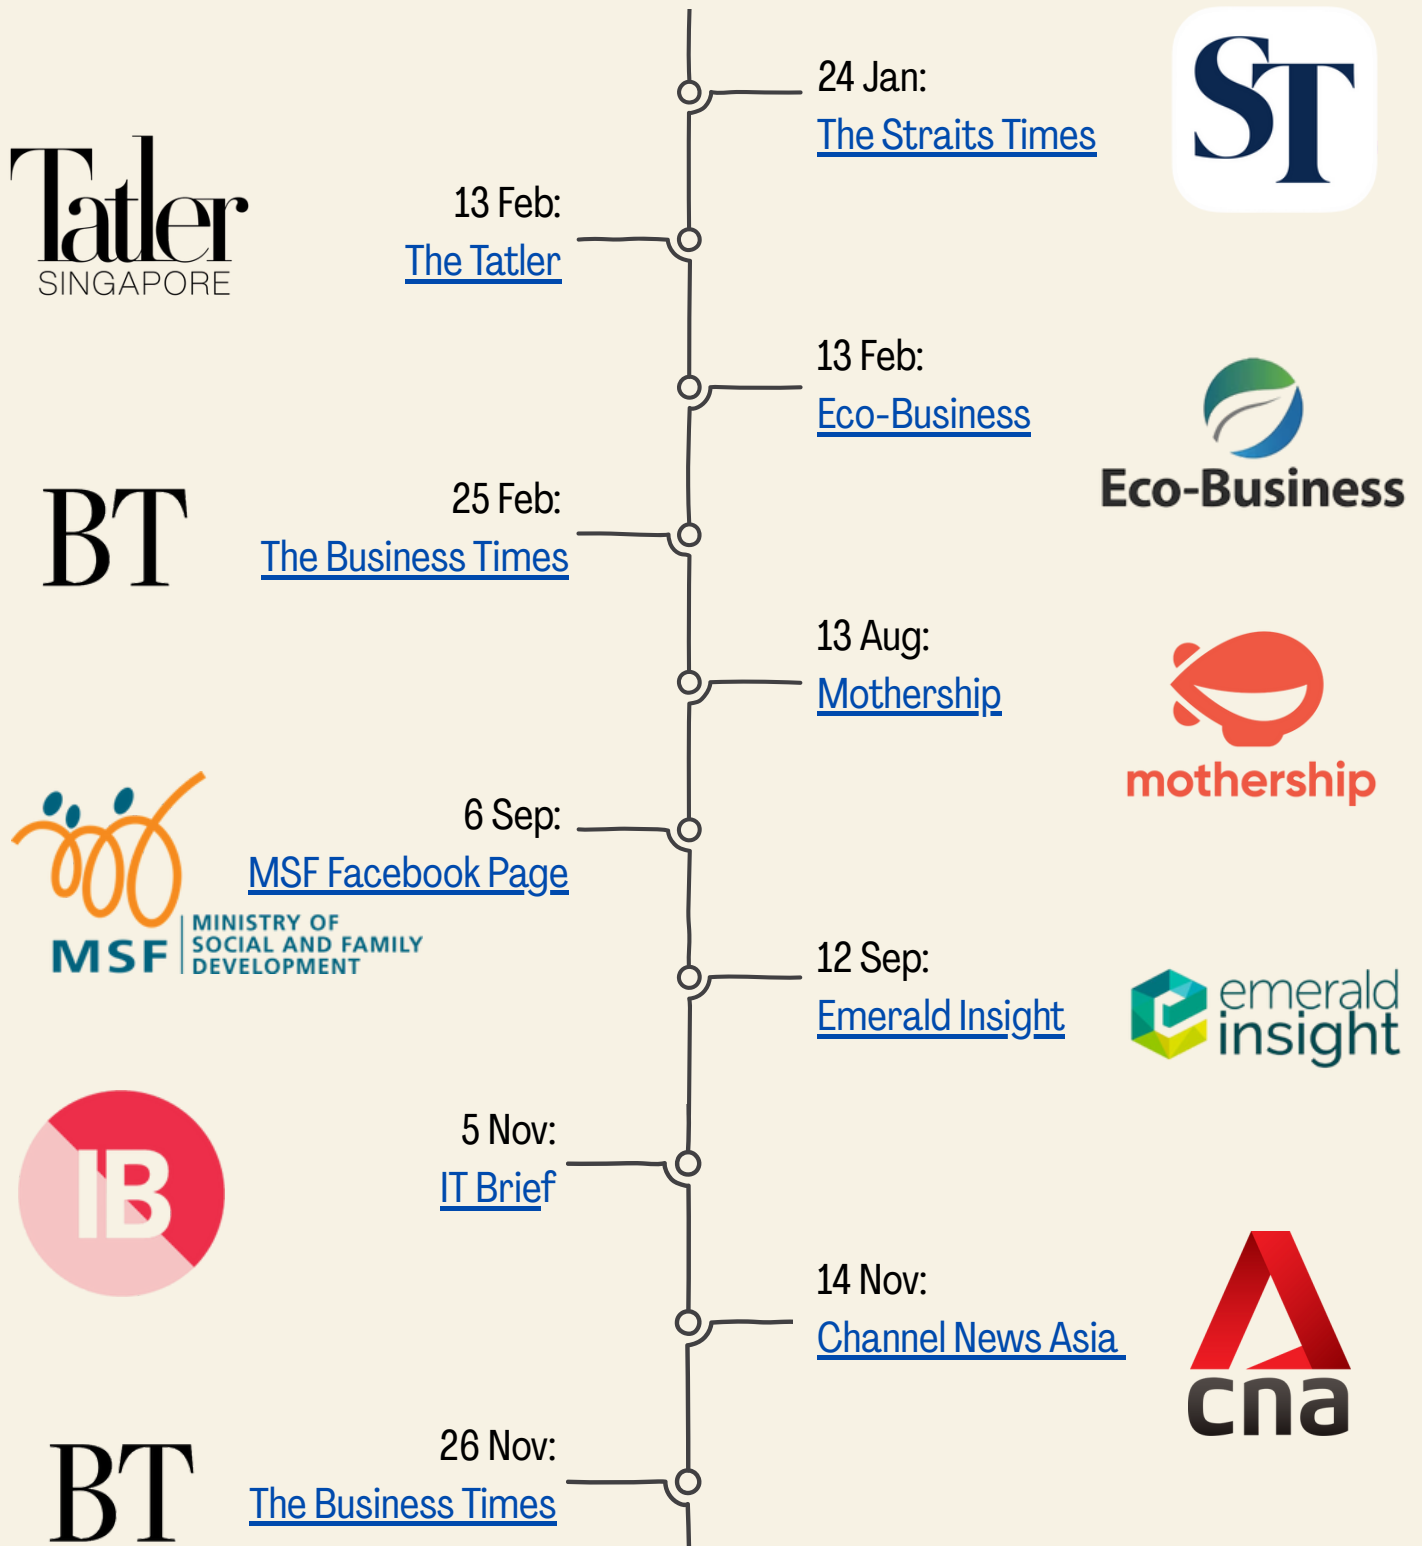 24 Jan:
The Straits Times
ST
Tatler
SINGAPORE
13 Feb:
The Tatler
13 Feb:
Eco-Business
Eco-Business
BT
25 Feb:
The Business Times
13 Aug:
Mothership
mothership
6 Sep:
MSF Facebook Page
MSF
MINISTRY OF
SOCIAL AND FAMILY
DEVELOPMENT
12 Sep:
Emerald Insight
emerald
insight
IB
5 Nov:
IT Brief
14 Nov:
Channel News Asia
cna
BT
26 Nov:
The Business Times